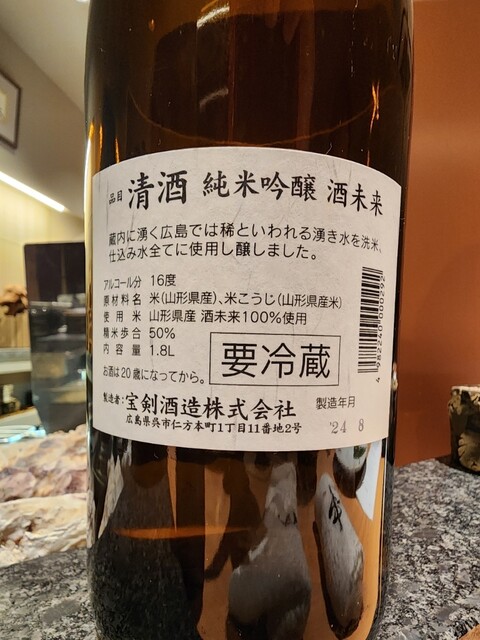 品目 清酒 純米吟醸 酒未来
蔵内に湧く広島では稀といわれる湧き水を洗米、
仕込み水全てに使用し醸しました。
アルコール分 16度
原材料名 米(山形県産)、米こうじ(山形県産米)
使用米 山形県産 酒未来100%使用
精米歩合 50%
内容量 1.8L
お酒は20歳になってから。
要冷蔵
製造者:宝剣酒造株式会社
広島県呉市仁方本町1丁目11番地2号
製造年月
'24 8
4 982240 000292